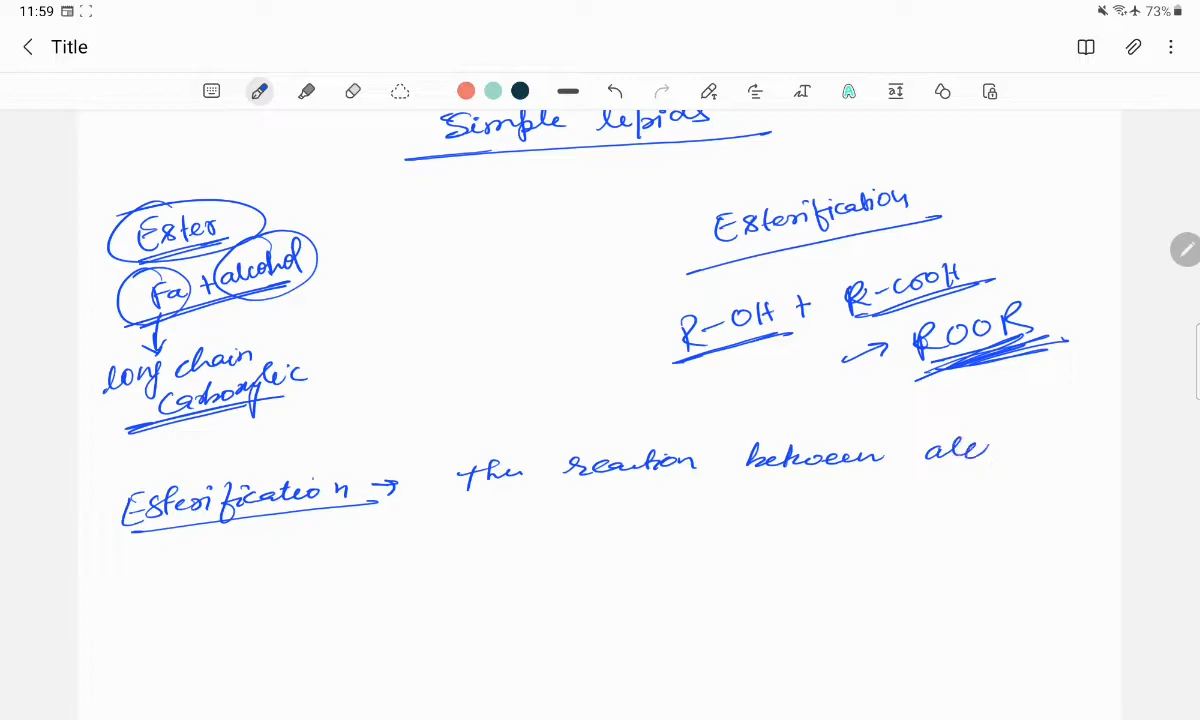 11:59 73%
Title
Simple lepids
Ester
Fa + alcohol
long chain
Carboxylic
Esterification
R-OH + R-COOH
→ ROOR
Esterification → The reaction between alc